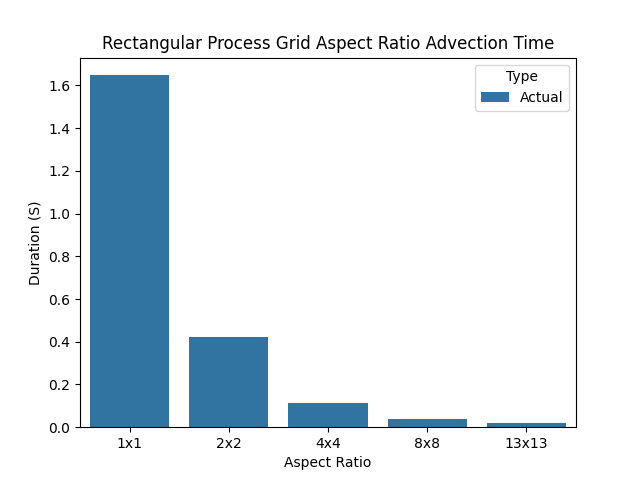 Rectangular Process Grid Aspect Ratio Advection Time
Type
Actual
Duration (S)
1.6
1.4
1.2
1.0
0.8
0.6
0.4
0.2
0.0
1x1 2x2 4x4 8x8 13x13
Aspect Ratio